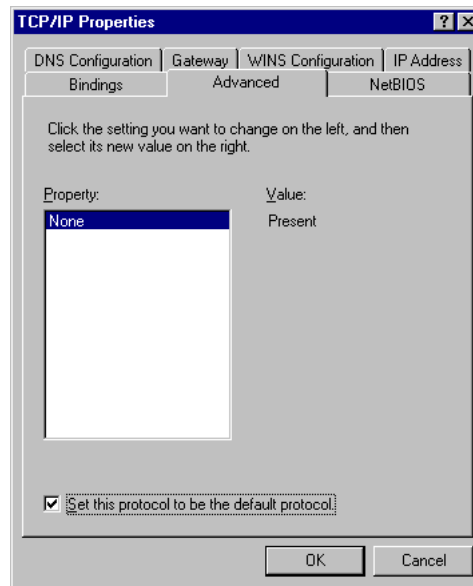 TCP/IP Properties
DNS Configuration Gateway WINS Configuration IP Address
Bindings Advanced NetBIOS
Click the setting you want to change on the left, and then
select its new value on the right.
Property: Value:
None Present
Set this protocol to be the default protocol.
OK Cancel